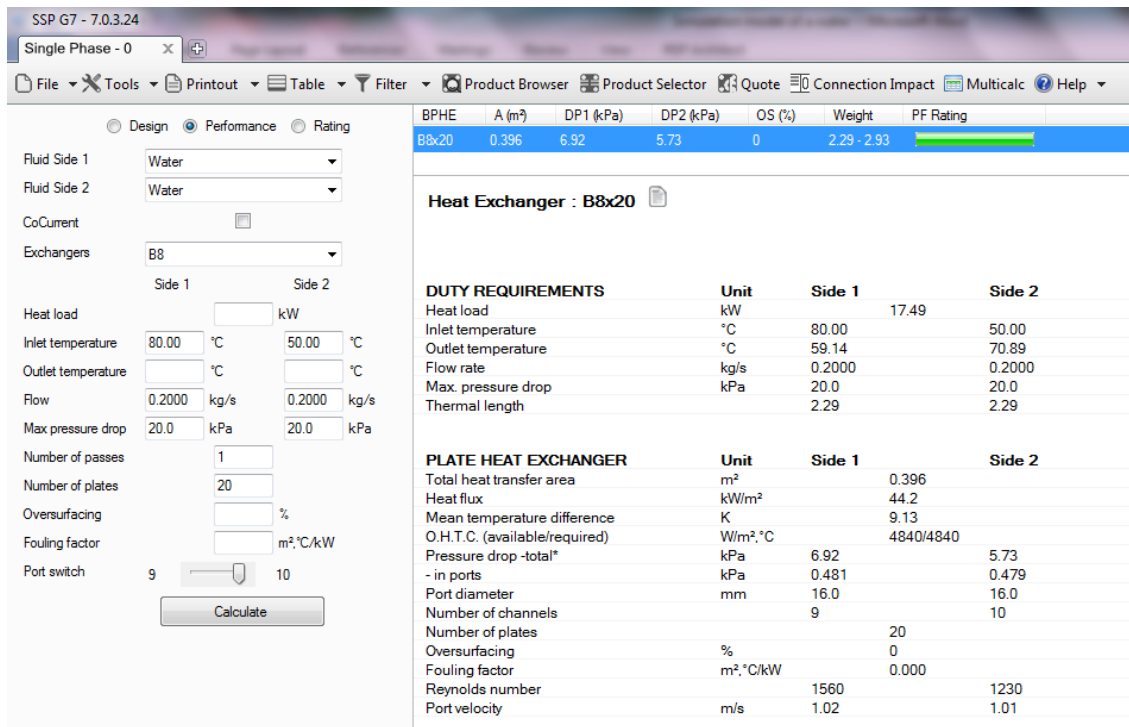 SSP G7 - 7.0.3.24
Single Phase - 0
File Tools Printout Table Filter Product Browser Product Selector Quote Connection Impact Multicalc Help
Design Performance Rating
Fluid Side 1 Water
Fluid Side 2 Water
CoCurrent
Exchangers B8
Side 1 Side 2
Heat load kW
Inlet temperature 80.00 °C 50.00 °C
Outlet temperature °C °C
Flow 0.2000 kg/s 0.2000 kg/s
Max pressure drop 20.0 kPa 20.0 kPa
Number of passes 1
Number of plates 20
Oversurfacing %
Fouling factor m²,°C/kW
Port switch 9 10
Calculate
BPHE A (m²) DP1 (kPa) DP2 (kPa) OS (%) Weight PF Rating
B8x20 0.396 6.92 5.73 0 2.29 - 2.93
Heat Exchanger : B8x20
DUTY REQUIREMENTS Unit Side 1 Side 2
Heat load kW 17.49
Inlet temperature °C 80.00 50.00
Outlet temperature °C 59.14 70.89
Flow rate kg/s 0.2000 0.2000
Max. pressure drop kPa 20.0 20.0
Thermal length 2.29 2.29
PLATE HEAT EXCHANGER Unit Side 1 Side 2
Total heat transfer area m² 0.396
Heat flux kW/m² 44.2
Mean temperature difference K 9.13
O.H.T.C. (available/required) W/m²,°C 4840/4840
Pressure drop -total* kPa 6.92 5.73
- in ports kPa 0.481 0.479
Port diameter mm 16.0 16.0
Number of channels 9 10
Number of plates 20
Oversurfacing % 0
Fouling factor m²,°C/kW 0.000
Reynolds number 1560 1230
Port velocity m/s 1.02 1.01